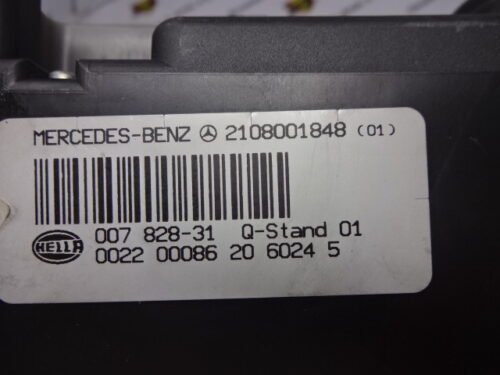 MERCEDES-BENZ 2108001848 (01)
HELLA
007 828-31 Q-Stand 01
0022 00086 20 6024 5